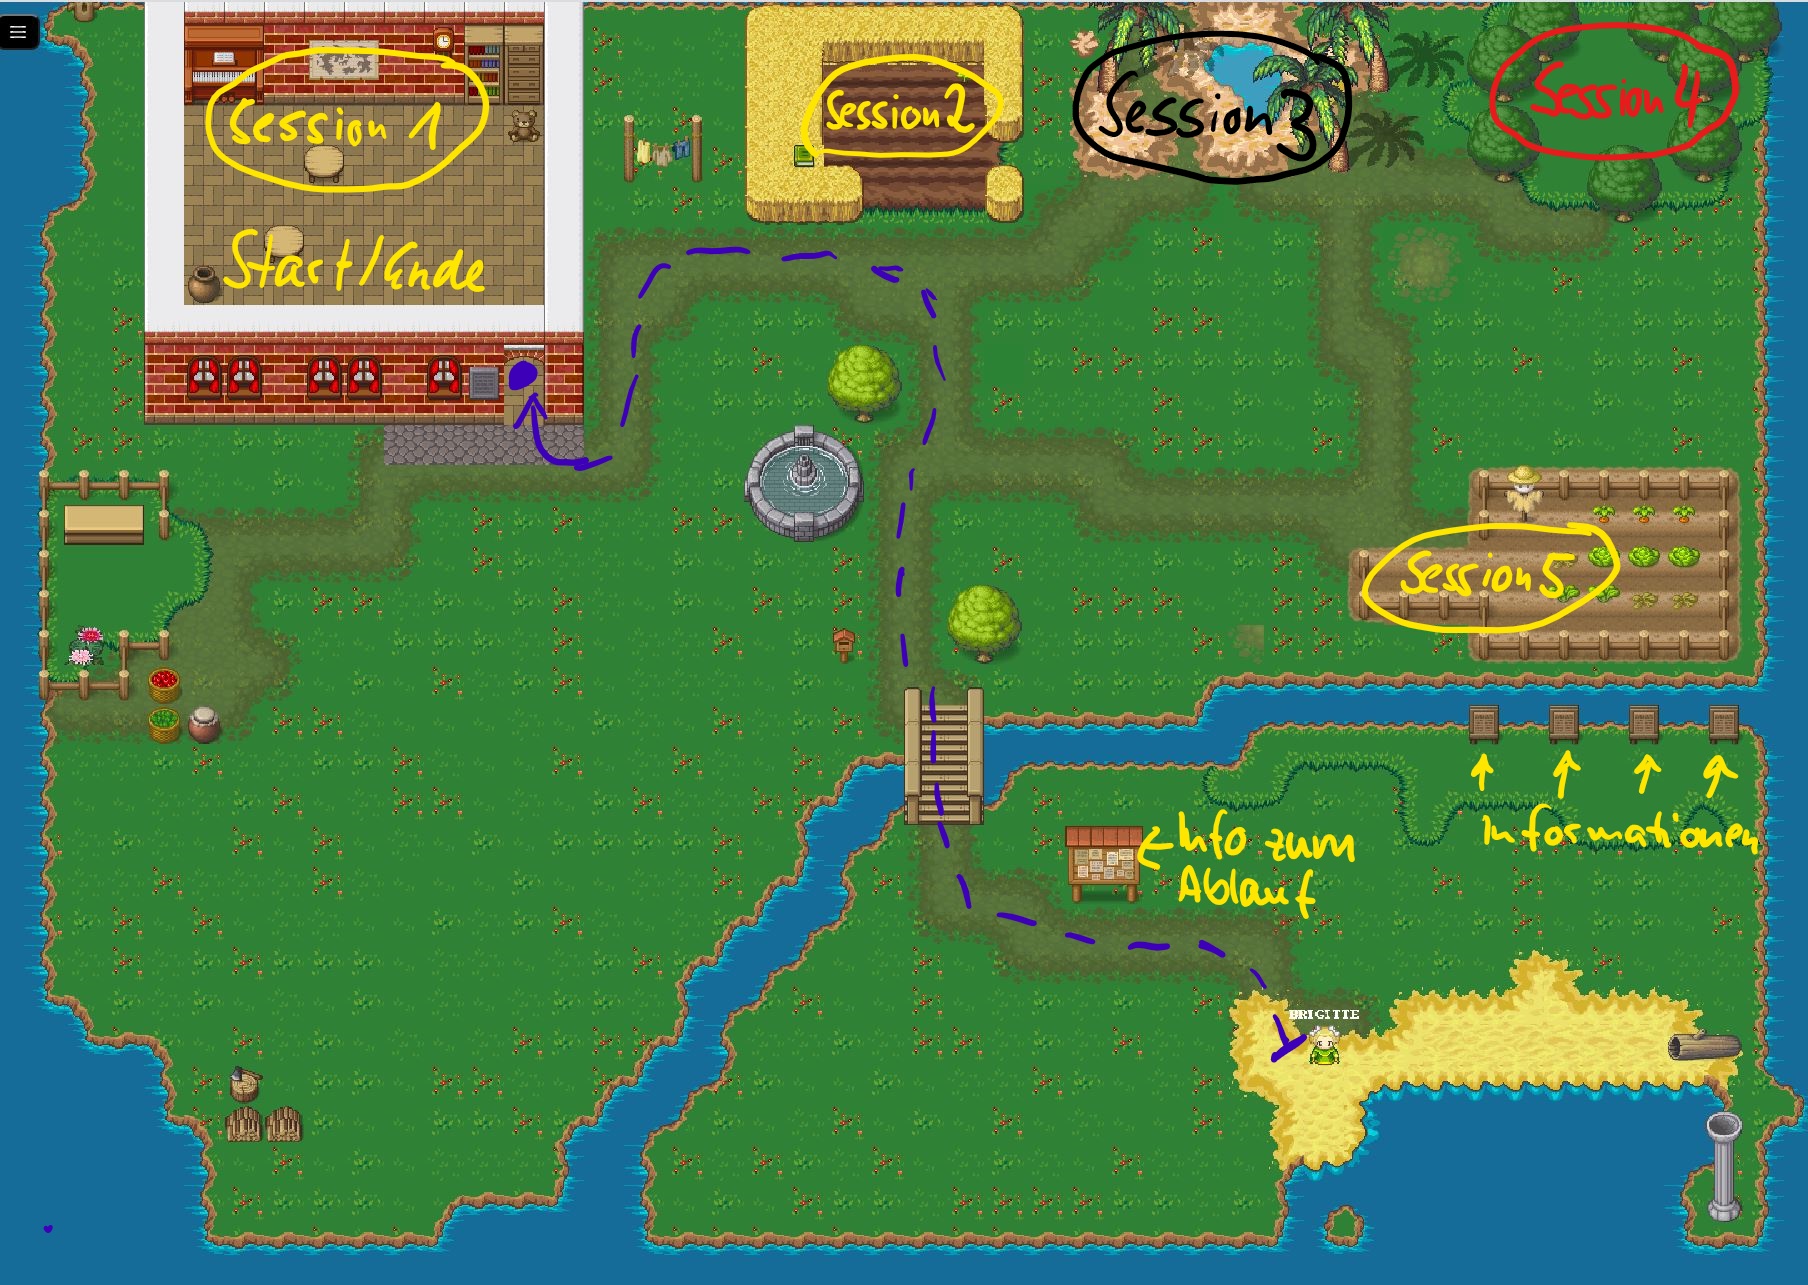 Session 1
Session 2
Session 3
Session 4
Start/Ende
Session 5
Informationen
Info zum
Ablauf
BRIGITTE